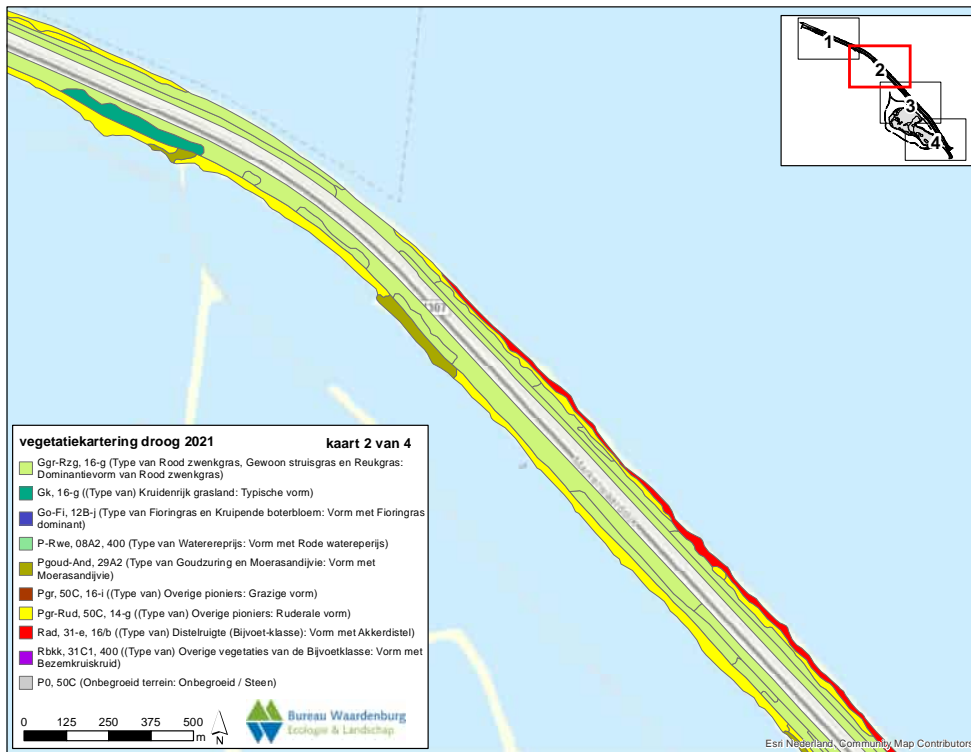 1
2
3
4
307
Markerwaarddijk
vegetatiekartering droog 2021
kaart 2 van 4
Ggr-Rzg, 16-g (Type van Rood zwenkgras, Gewoon struisgras en Reukgras:
Dominantievorm van Rood zwenkgras)
Gk, 16-g ((Type van) Kruidenrijk grasland: Typische vorm)
Go-Fi, 12B-j (Type van Fioringras en Kruipende boterbloem: Vorm met Fioringras
dominant)
P-Rwe, 08A2, 400 (Type van Waterereprijs: Vorm met Rode watereperijs)
Pgoud-And, 29A2 (Type van Goudzuring en Moerasandijvie: Vorm met
Moerasandijvie)
Pgr, 50C, 16-i ((Type van) Overige pioniers: Grazige vorm)
Pgr-Rud, 50C, 14-g ((Type van) Overige pioniers: Ruderale vorm)
Rad, 31-e, 16/b ((Type van) Distelruigte (Bijvoet-klasse): Vorm met Akkerdistel)
Rbkk, 31C1, 400 ((Type van) Overige vegetaties van de Bijvoetklasse: Vorm met
Bezemkruiskruid)
P0, 50C (Onbegroeid terrein: Onbegroeid / Steen)
0 125 250 375 500
m
N
Bureau Waardenburg
Ecologie & Landschap
Esri Nederland, Community Map Contributors